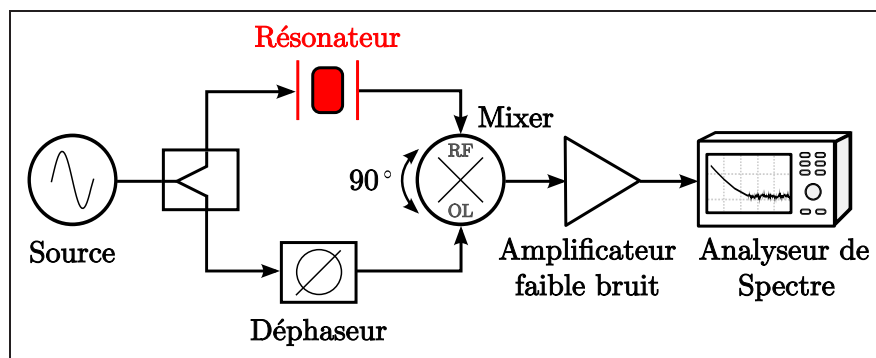 Résonateur
Mixer
RF
90°
OL
Source
Déphaseur
Amplificateur
faible bruit
Analyseur de
Spectre